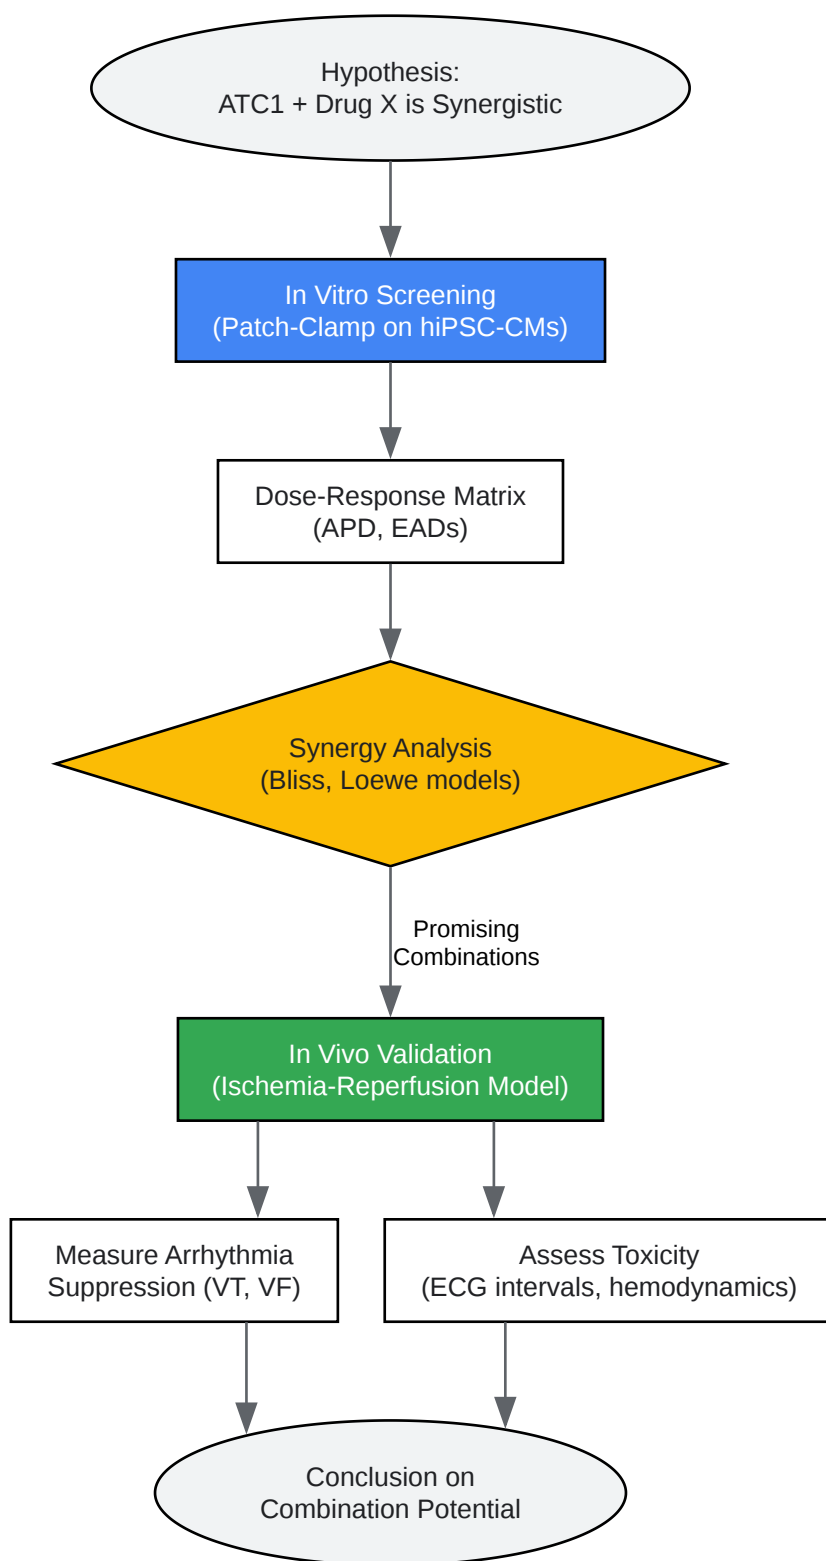 Hypothesis:
ATC1 + Drug X is Synergistic
In Vitro Screening
(Patch-Clamp on hiPSC-CMs)
Dose-Response Matrix
(APD, EADs)
Synergy Analysis
(Bliss, Loewe models)
Promising
Combinations
In Vivo Validation
(Ischemia-Reperfusion Model)
Measure Arrhythmia
Suppression (VT, VF)
Assess Toxicity
(ECG intervals, hemodynamics)
Conclusion on
Combination Potential